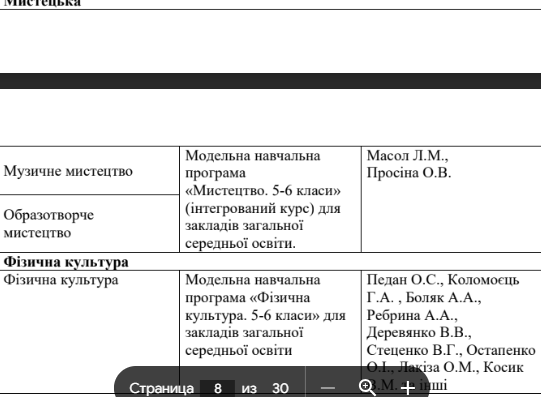 Мистецька
Музичне мистецтво
Образотворче
мистецтво
Модельна навчальна
програма
«Мистецтво. 5-6 класи»
(інтегрований курс) для
закладів загальної
середньої освіти.
Масол Л.М.,
Просіна О.В.
Фізична культура
Фізична культура
Модельна навчальна
програма «Фізична
культура. 5-6 класи» для
закладів загальної
середньої освіти
Педан О.С., Коломоєць
Г.А. , Боляк А.А.,
Ребрина А.А.,
Деревянко В.В.,
Стеценко В.Г., Остапенко
О.І., Лакіза О.М., Косик
В.М. та інші
Страница 8 из 30